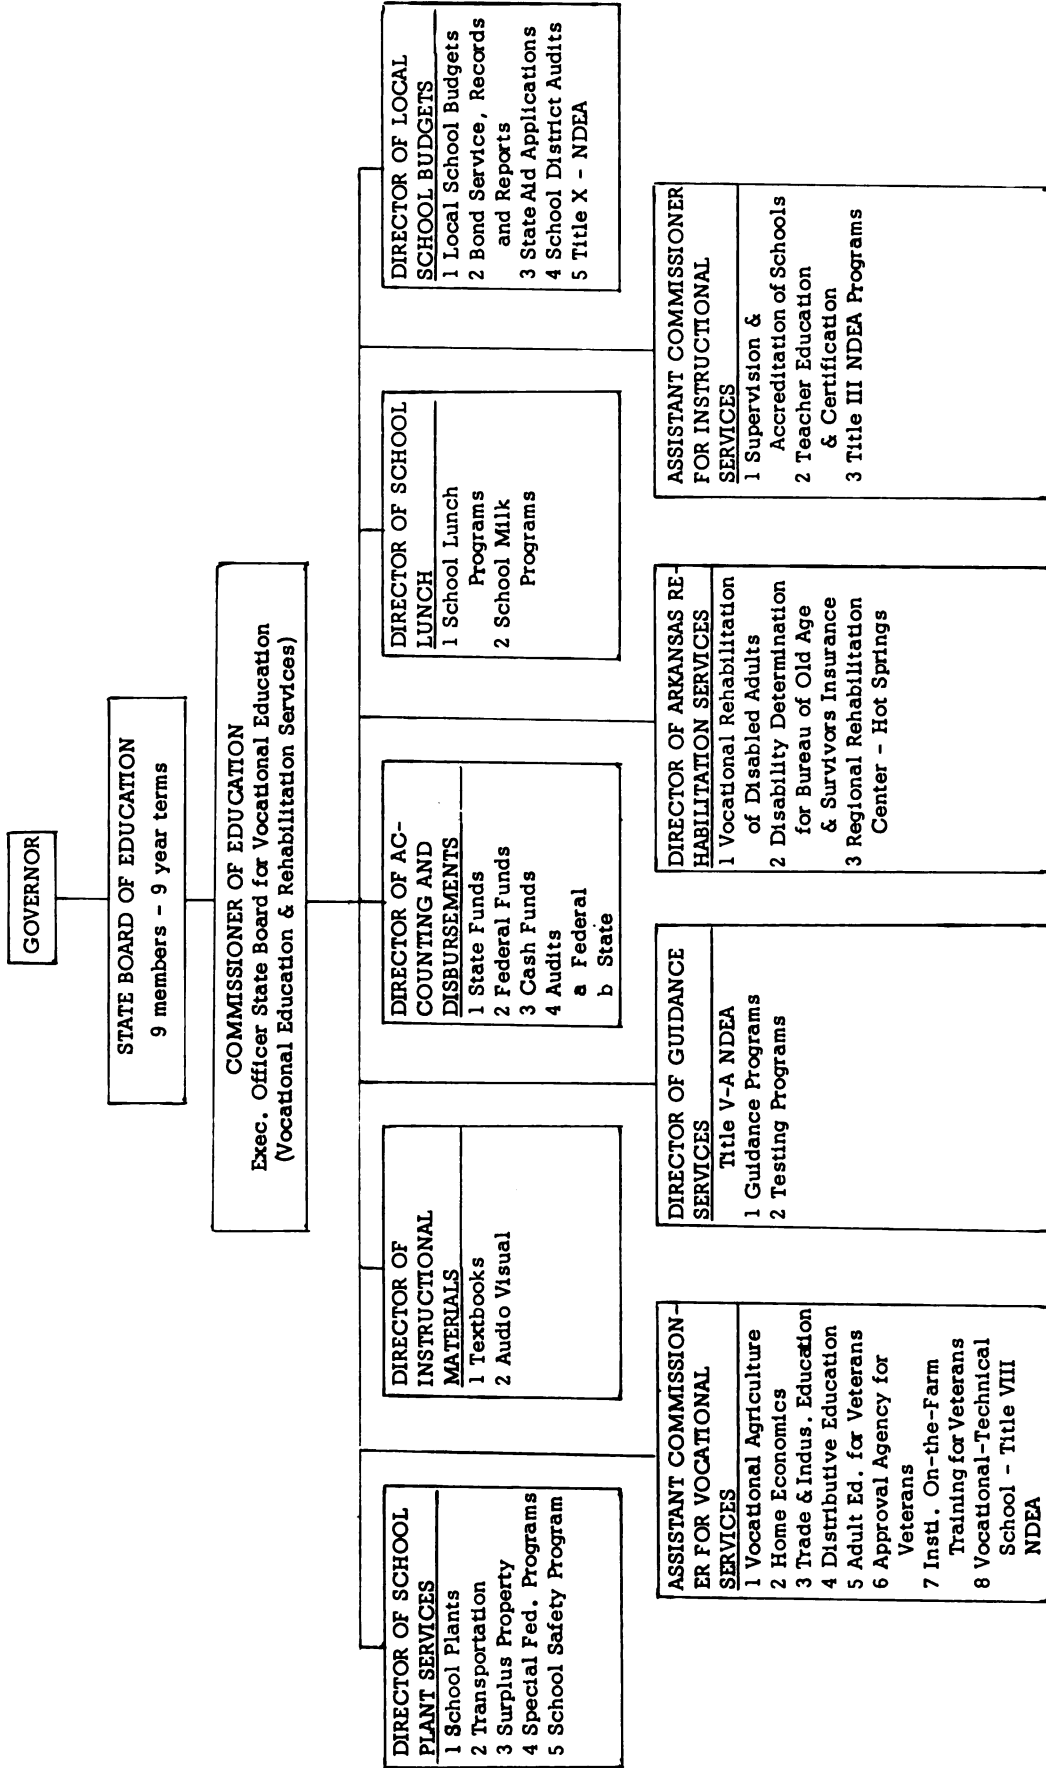 GOVERNOR
STATE BOARD OF EDUCATION
9 members - 9 year terms
COMMISSIONER OF EDUCATION
Exec. Officer State Board for Vocational Education
(Vocational Education & Rehabilitation Services)
DIRECTOR OF SCHOOL
PLANT SERVICES
1 School Plants
2 Transportation
3 Surplus Property
4 Special Fed. Programs
5 School Safety Program
DIRECTOR OF
INSTRUCTIONAL
MATERIALS
1 Textbooks
2 Audio Visual
DIRECTOR OF AC-
COUNTING AND
DISBURSEMENTS
1 State Funds
2 Federal Funds
3 Cash Funds
4 Audits
a Federal
b State
DIRECTOR OF SCHOOL
LUNCH
1 School Lunch
Programs
2 School Milk
Programs
DIRECTOR OF LOCAL
SCHOOL BUDGETS
1 Local School Budgets
2 Bond Service, Records
and Reports
3 State Aid Applications
4 School District Audits
5 Title X - NDEA
ASSISTANT COMMISSION-
ER FOR VOCATIONAL
SERVICES
1 Vocational Agriculture
2 Home Economics
3 Trade & Indus. Education
4 Distributive Education
5 Adult Ed. for Veterans
6 Approval Agency for
Veterans
7 Instl. On-the-Farm
Training for Veterans
8 Vocational-Technical
School - Title VIII
NDEA
DIRECTOR OF GUIDANCE
SERVICES
Title V-A NDEA
1 Guidance Programs
2 Testing Programs
DIRECTOR OF ARKANSAS RE-
HABILITATION SERVICES
1 Vocational Rehabilitation
of Disabled Adults
2 Disability Determination
for Bureau of Old Age
& Survivors Insurance
3 Regional Rehabilitation
Center - Hot Springs
ASSISTANT COMMISSIONER
FOR INSTRUCTIONAL
SERVICES
1 Supervision &
Accreditation of Schools
2 Teacher Education
& Certification
3 Title III NDEA Programs